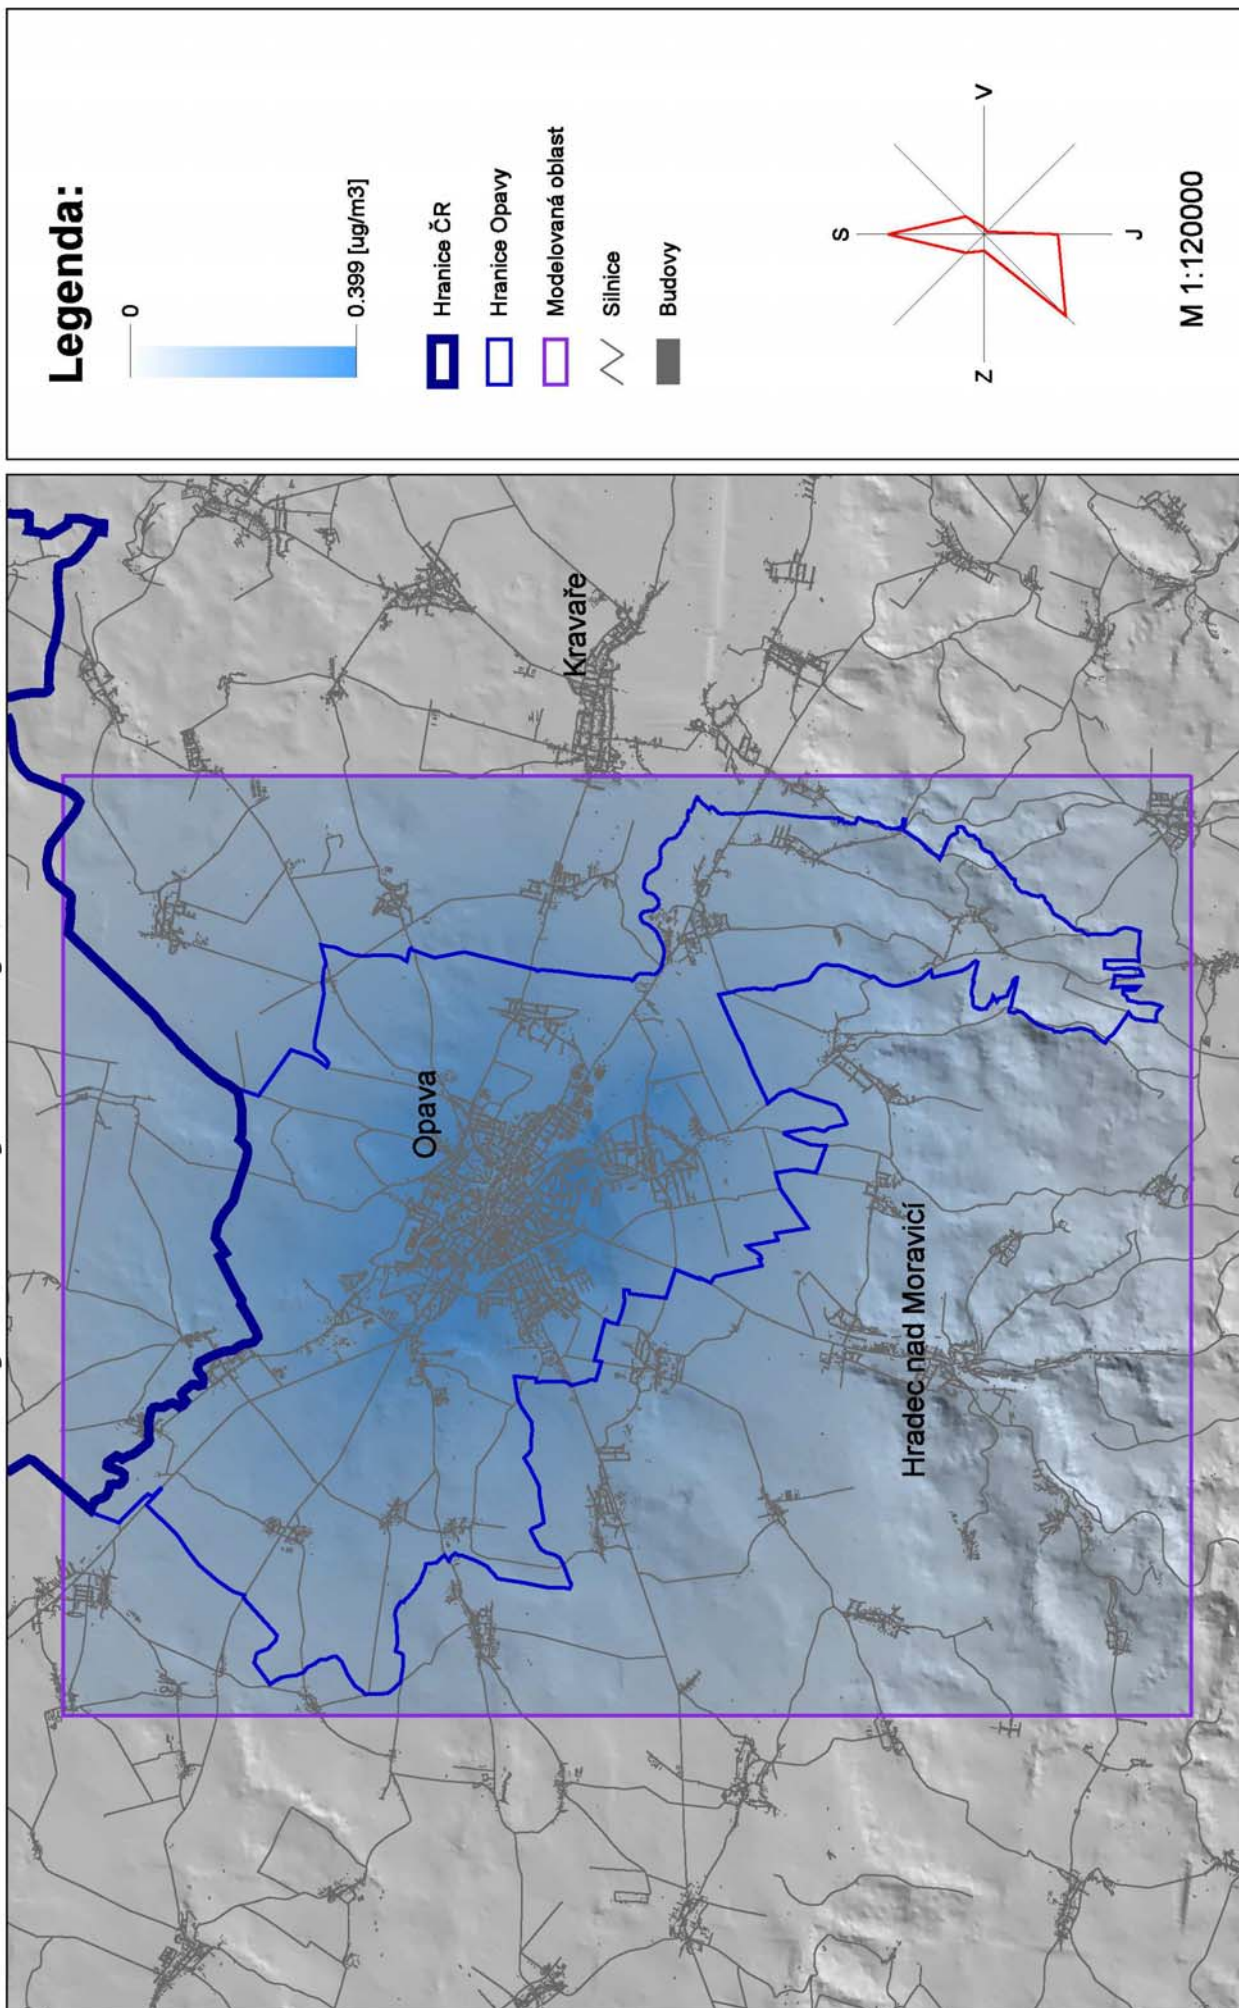 Legenda:
0
0.399 [ug/m3]
Hranice ČR
Hranice Opavy
Modelovaná oblast
Silnice
Budovy
S
V
Z
J
M 1:120000
Opava
Kravaře
Hradec nad Moravicí